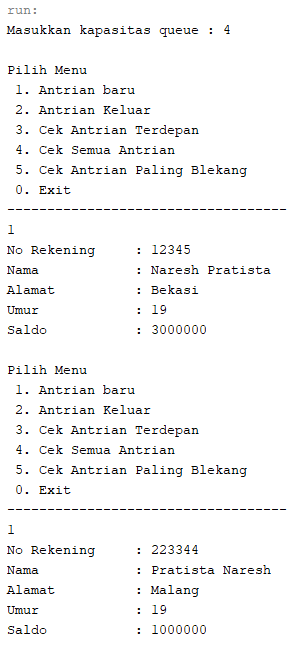 run:
Masukkan kapasitas queue : 4
Pilih Menu
1. Antrian baru
2. Antrian Keluar
3. Cek Antrian Terdepan
4. Cek Semua Antrian
5. Cek Antrian Paling Blekang
0. Exit
-----------------------------------
1
No Rekening     : 12345
Nama            : Naresh Pratista
Alamat          : Bekasi
Umur            : 19
Saldo           : 3000000
Pilih Menu
1. Antrian baru
2. Antrian Keluar
3. Cek Antrian Terdepan
4. Cek Semua Antrian
5. Cek Antrian Paling Blekang
0. Exit
-----------------------------------
1
No Rekening     : 223344
Nama            : Pratista Naresh
Alamat          : Malang
Umur            : 19
Saldo           : 1000000